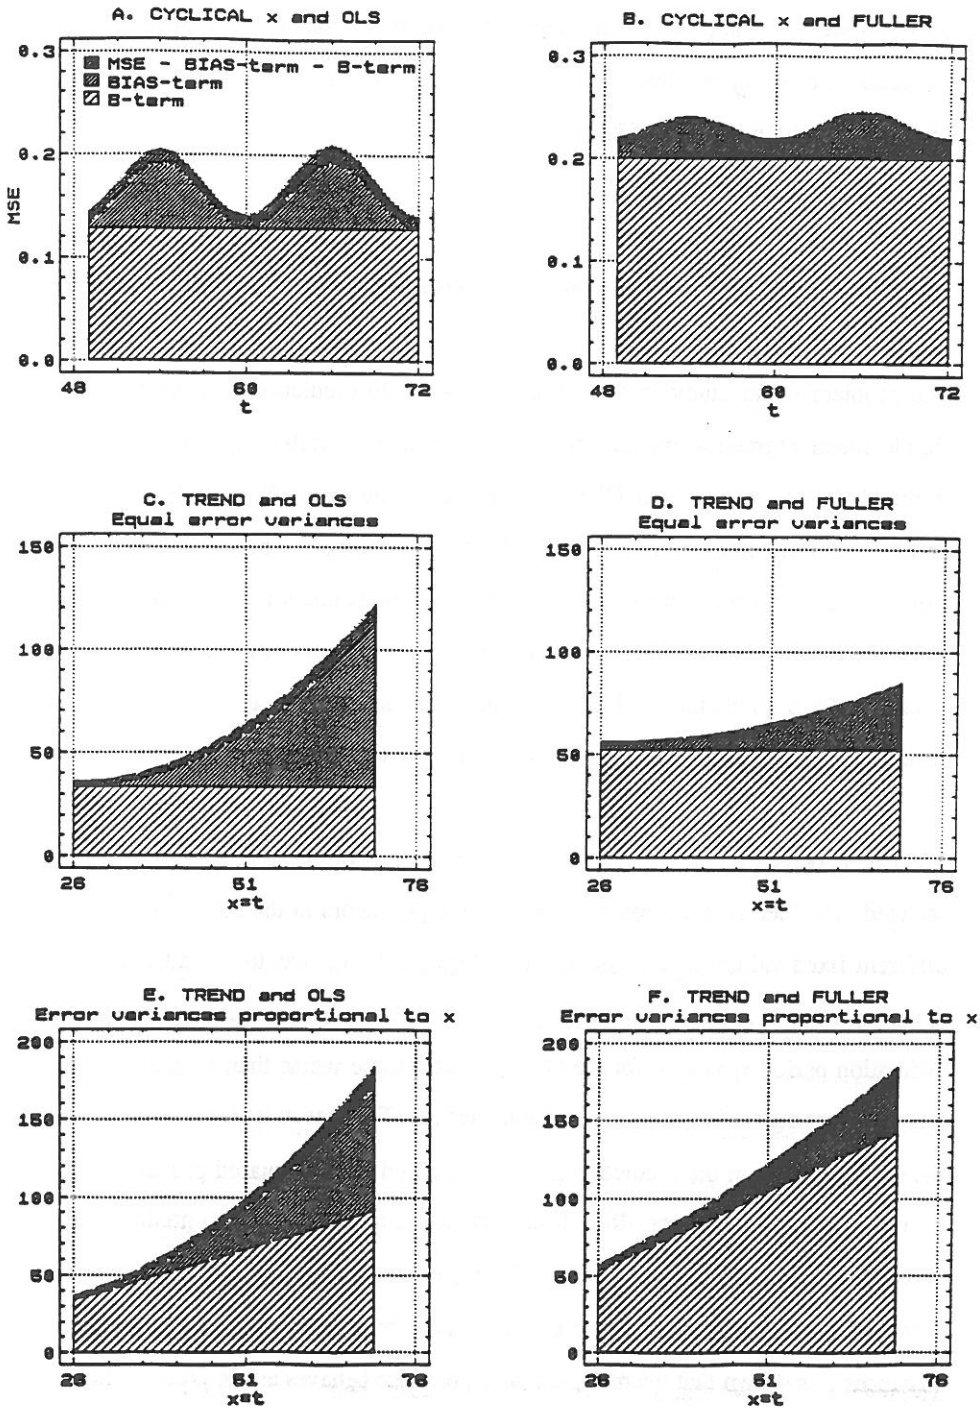 A. CYCLICAL x and OLS
B. CYCLICAL x and FULLER
0.3
0.2
0.1
0.0
MSE
MSE - BIAS-term - B-term
BIAS-term
B-term
48 60 72
t
0.3
0.2
0.1
0.0
48 60 72
t
C. TREND and OLS
Equal error variances
150
100
50
0
26 51 76
x=t
D. TREND and FULLER
Equal error variances
150
100
50
0
26 51 76
x=t
E. TREND and OLS
Error variances proportional to x
200
150
100
50
0
26 51 76
x=t
F. TREND and FULLER
Error variances proportional to x
200
150
100
50
0
26 51 76
x=t